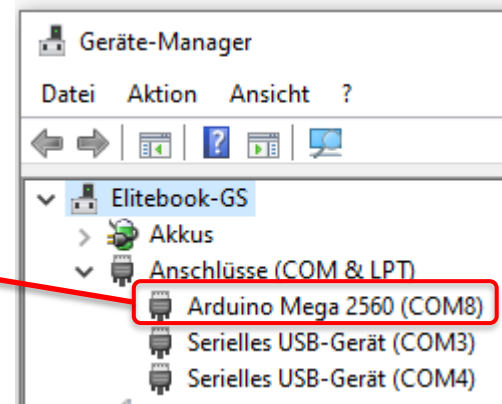 Geräte-Manager
Datei Aktion Ansicht ?
Elitebook-GS
Akkus
Anschlüsse (COM & LPT)
Arduino Mega 2560 (COM8)
Serielles USB-Gerät (COM3)
Serielles USB-Gerät (COM4)